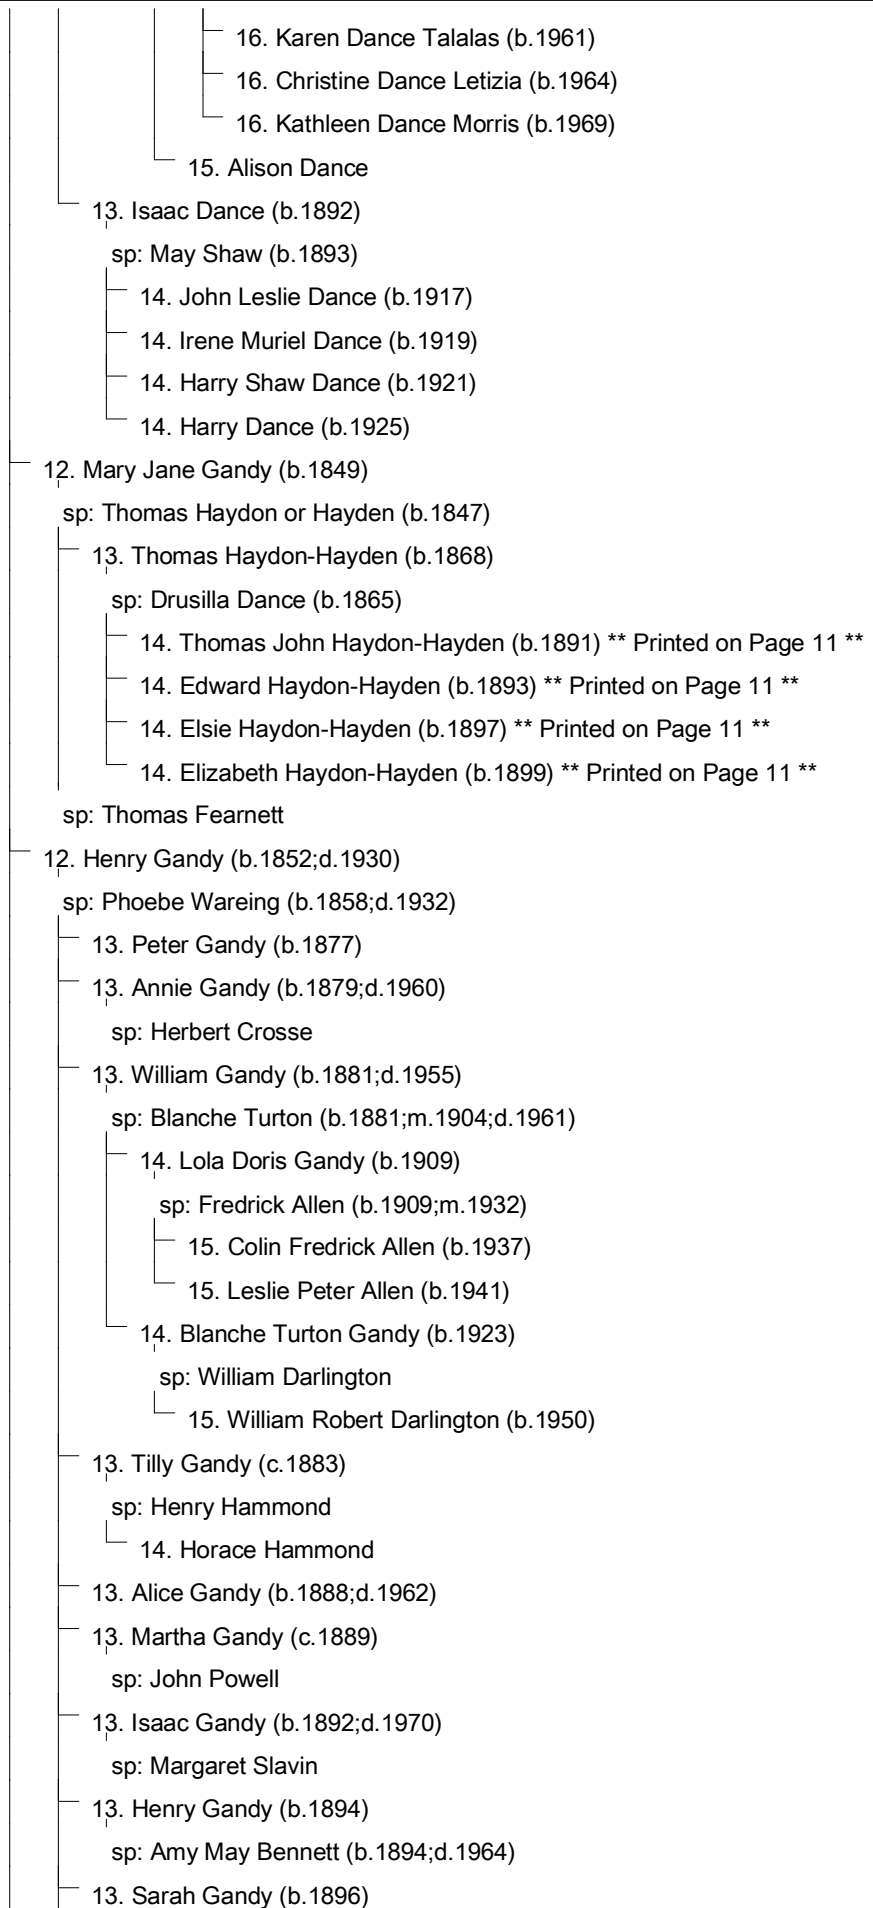 16. Karen Dance Talalas (b.1961)
16. Christine Dance Letizia (b.1964)
16. Kathleen Dance Morris (b.1969)
15. Alison Dance
13. Isaac Dance (b.1892)
sp: May Shaw (b.1893)
14. John Leslie Dance (b.1917)
14. Irene Muriel Dance (b.1919)
14. Harry Shaw Dance (b.1921)
14. Harry Dance (b.1925)
12. Mary Jane Gandy (b.1849)
sp: Thomas Haydon or Hayden (b.1847)
13. Thomas Haydon-Hayden (b.1868)
sp: Drusilla Dance (b.1865)
14. Thomas John Haydon-Hayden (b.1891) ** Printed on Page 11 **
14. Edward Haydon-Hayden (b.1893) ** Printed on Page 11 **
14. Elsie Haydon-Hayden (b.1897) ** Printed on Page 11 **
14. Elizabeth Haydon-Hayden (b.1899) ** Printed on Page 11 **
sp: Thomas Fearnett
12. Henry Gandy (b.1852;d.1930)
sp: Phoebe Wareing (b.1858;d.1932)
13. Peter Gandy (b.1877)
13. Annie Gandy (b.1879;d.1960)
sp: Herbert Crosse
13. William Gandy (b.1881;d.1955)
sp: Blanche Turton (b.1881;m.1904;d.1961)
14. Lola Doris Gandy (b.1909)
sp: Fredrick Allen (b.1909;m.1932)
15. Colin Fredrick Allen (b.1937)
15. Leslie Peter Allen (b.1941)
14. Blanche Turton Gandy (b.1923)
sp: William Darlington
15. William Robert Darlington (b.1950)
13. Tilly Gandy (c.1883)
sp: Henry Hammond
14. Horace Hammond
13. Alice Gandy (b.1888;d.1962)
13. Martha Gandy (c.1889)
sp: John Powell
13. Isaac Gandy (b.1892;d.1970)
sp: Margaret Slavin
13. Henry Gandy (b.1894)
sp: Amy May Bennett (b.1894;d.1964)
13. Sarah Gandy (b.1896)